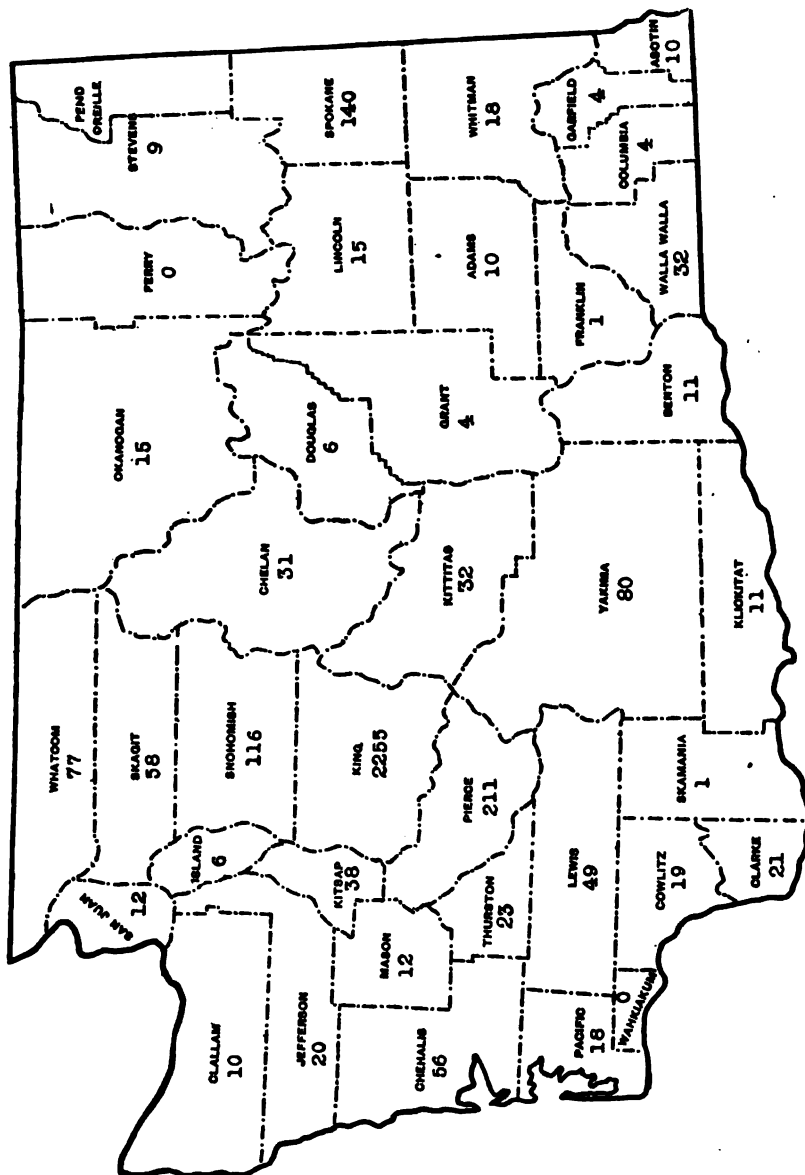 WHATCOM
77
SAN JUAN
12
SKAGIT
58
ISLAND
6
SNOHOMISH
116
CLALLAM
10
JEFFERSON
20
KITSAP
38
KING
2255
MASON
12
CHEHALIS
56
PIERCE
211
THURSTON
23
PACIFIC
18
LEWIS
49
WAHKIAKUM
0
COWLITZ
19
CLARKE
21
SKAMANIA
1
OKANOGAN
15
CHELAN
31
DOUGLAS
6
KITTITAS
32
GRANT
4
YAKIMA
80
KLICKITAT
11
BENTON
11
FERRY
0
STEVENS
9
PEND
OREILLE
LINCOLN
15
SPOKANE
140
ADAMS
10
WHITMAN
18
FRANKLIN
1
WALLA WALLA
32
COLUMBIA
4
GARFIELD
4
ASOTIN
10